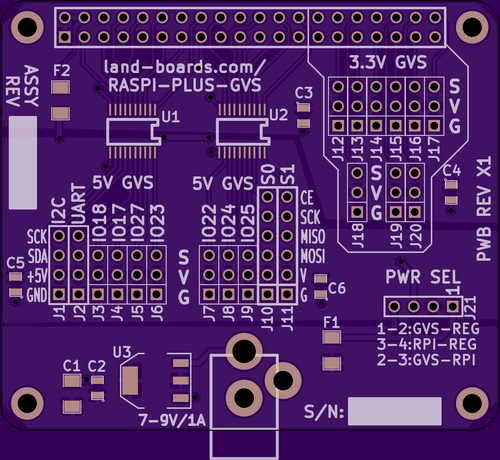 ASSY
REV
F2
land-boards.com/
RASPI-PLUS-GVS
U1
U2
C3
3.3V GVS
S
V
G
J12
J13
J14
J15
J16
J17
S
V
G
J18
J19
J20
C4
PWB REV X1
5V GVS
5V GVS
I2C
UART
IO18
IO17
IO27
IO23
IO22
IO24
IO25
S0
S1
CE
SCK
MISO
MOSI
V
G
SCK
SDA
+5V
GND
S
V
G
C5
J1
J2
J3
J4
J5
J6
J7
J8
J9
J10
J11
C6
PWR SEL
1
J21
1-2:GVS-REG
3-4:RPI-REG
2-3:GVS-RPI
F1
U3
C1
C2
7-9V/1A
S/N: